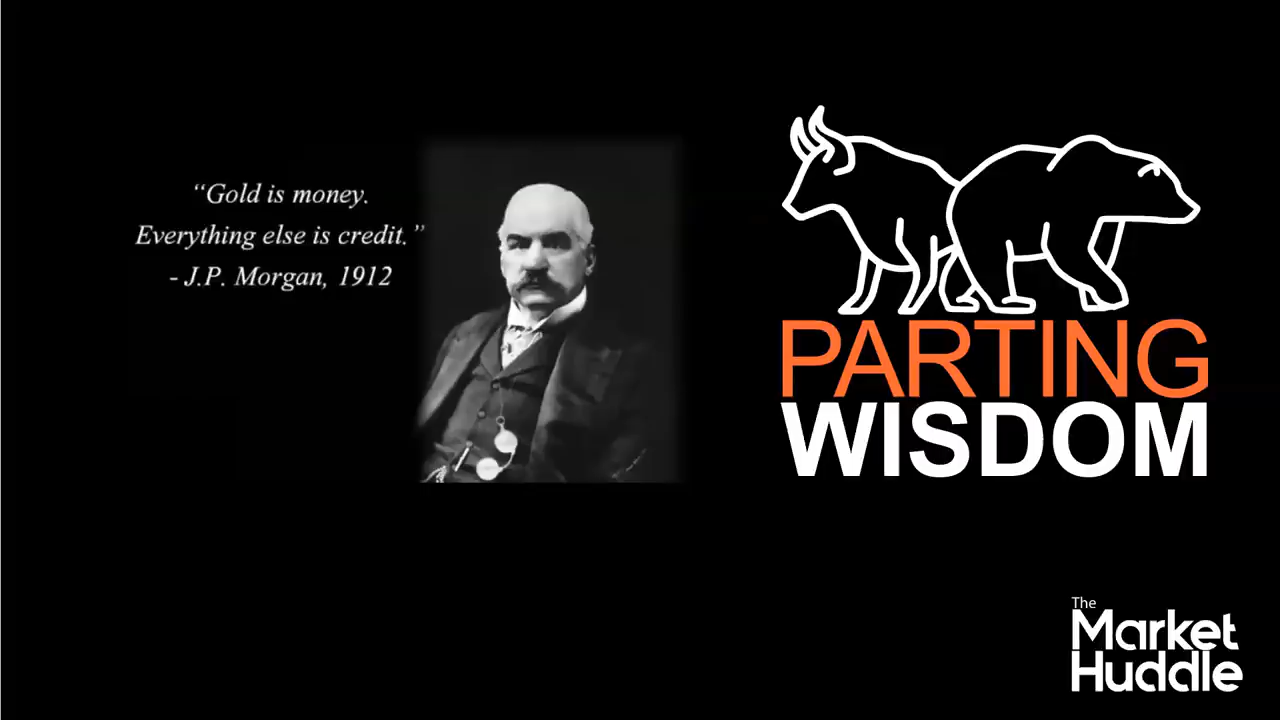 “Gold is money.
Everything else is credit.”
- J.P. Morgan, 1912
PARTING
WISDOM
The
Market
Huddle